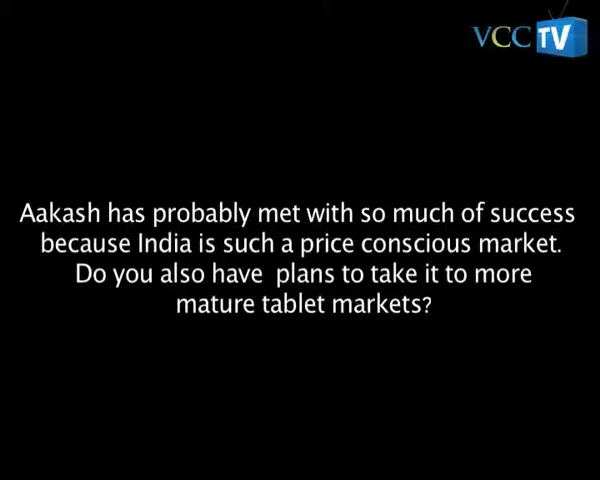 VCC TV
Aakash has probably met with so much of success
because India is such a price conscious market.
Do you also have  plans to take it to more
mature tablet markets?